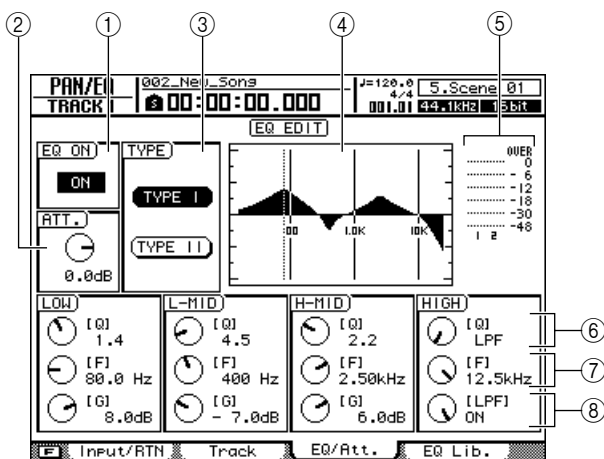 ② ① ③ ④ ⑤
PAN/EQ 002_New_Song ♩=120.0 5.Scene 01
TRACK 1 S 00:00:00.000 4/4 001.01 44.1kHz 16bit
EQ EDIT
EQ ON TYPE OVER
ON 0
TYPE I - 6
-12
-18
ATT. -30
TYPE II -48
0.0dB 00 1.0K 10K 1 2
LOW L-MID H-MID HIGH
[Q] [Q] [Q] [Q] ⑥
1.4 4.5 2.2 LPF
[F] [F] [F] [F] ⑦
80.0 Hz 400 Hz 2.50kHz 12.5kHz
[G] [G] [G] [LPF] ⑧
8.0dB - 7.0dB 6.0dB ON
F Input/RTN Track EQ/Att. EQ Lib.